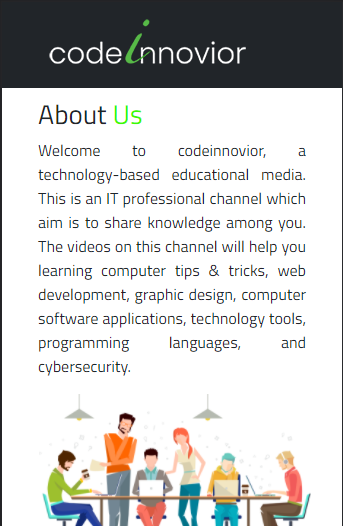 codeinnovior
About Us
Welcome to codeinnovior, a
technology-based educational media.
This is an IT professional channel which
aim is to share knowledge among you.
The videos on this channel will help you
learning computer tips & tricks, web
development, graphic design, computer
software applications, technology tools,
programming languages, and
cybersecurity.